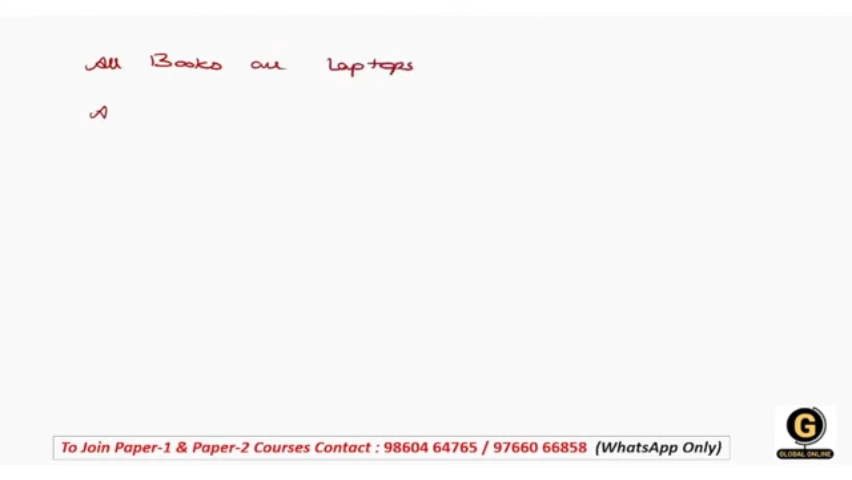 All Books are Laptops
A
To Join Paper-1 & Paper-2 Courses Contact : 98604 64765 / 97660 66858 (WhatsApp Only)
G
GLOBAL ONLINE